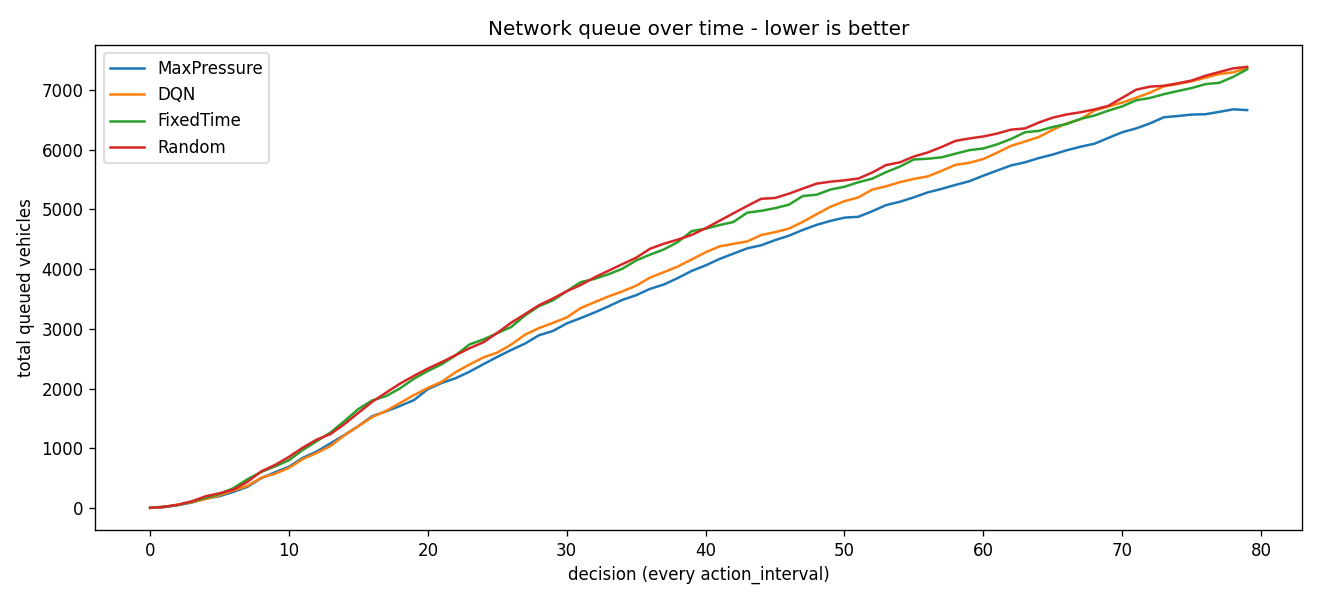 Network queue over time - lower is better
MaxPressure
DQN
FixedTime
Random
total queued vehicles
7000
6000
5000
4000
3000
2000
1000
0
0 10 20 30 40 50 60 70 80
decision (every action_interval)